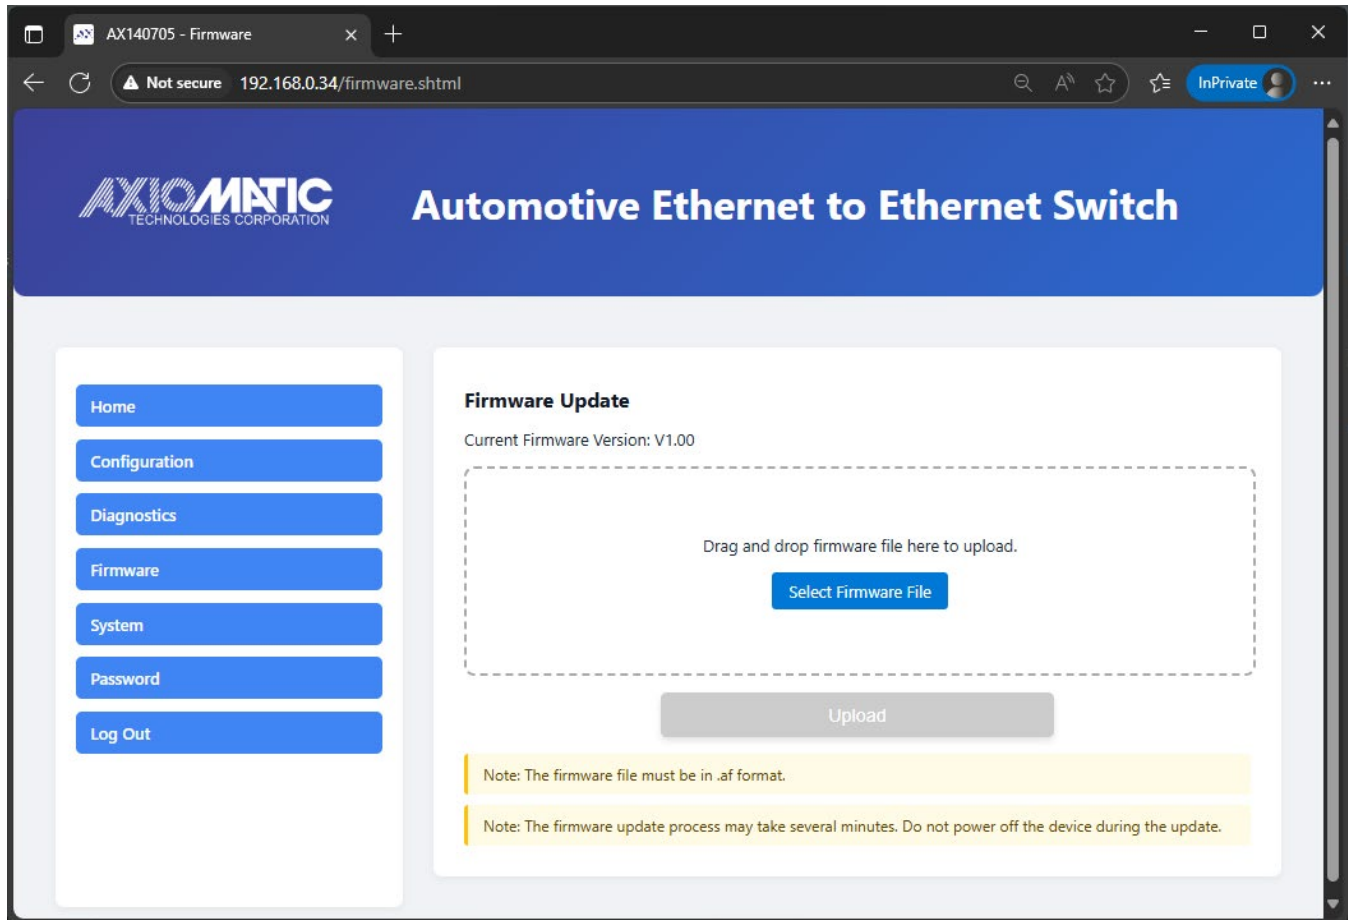 AX140705 - Firmware
Not secure 192.168.0.34/firmware.shtml
InPrivate
AXIOMATIC
TECHNOLOGIES CORPORATION
Automotive Ethernet to Ethernet Switch
Home
Configuration
Diagnostics
Firmware
System
Password
Log Out
Firmware Update
Current Firmware Version: V1.00
Drag and drop firmware file here to upload.
Select Firmware File
Upload
Note: The firmware file must be in .af format.
Note: The firmware update process may take several minutes. Do not power off the device during the update.